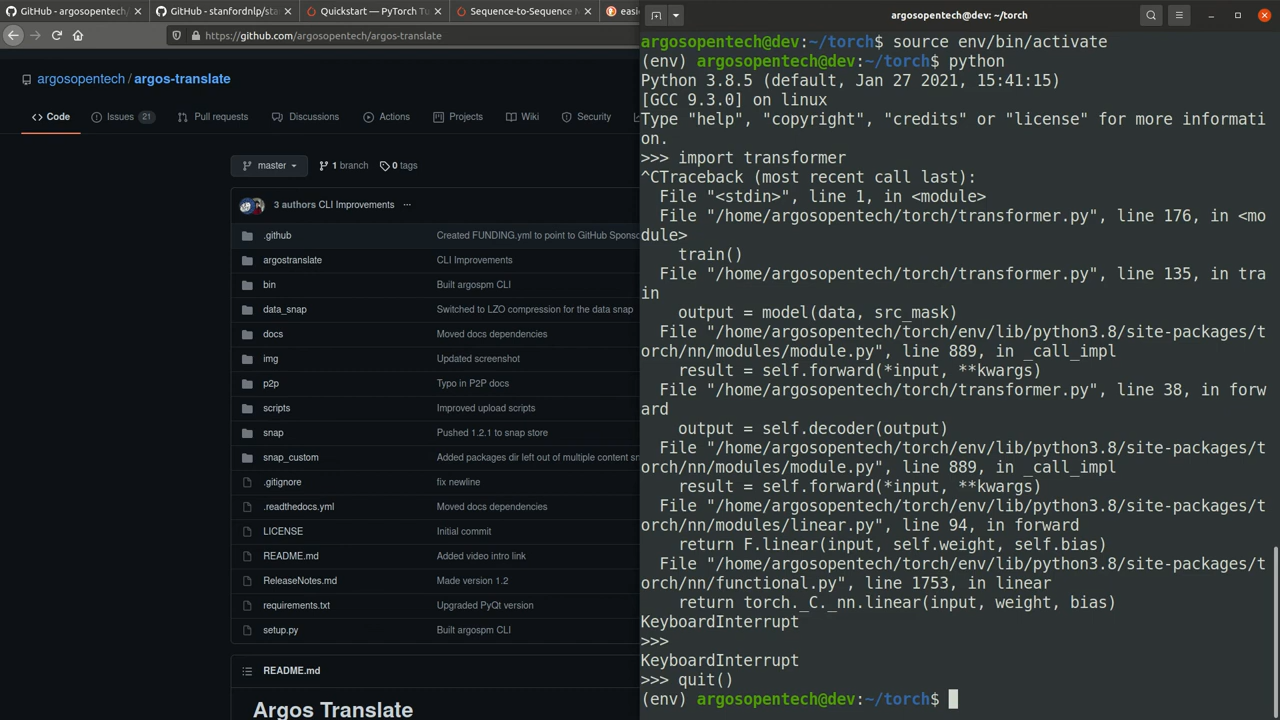 GitHub - argosopentech/
GitHub - stanfordnlp/sta
Quickstart — PyTorch Tu
Sequence-to-Sequence M
easie
https://github.com/argosopentech/argos-translate
argosopentech / argos-translate
Code
Issues 21
Pull requests
Discussions
Actions
Projects
Wiki
Security
master
1 branch
0 tags
3 authors CLI Improvements ...
.github Created FUNDING.yml to point to GitHub Sponso
argostranslate CLI Improvements
bin Built argospm CLI
data_snap Switched to LZO compression for the data snap
docs Moved docs dependencies
img Updated screenshot
p2p Typo in P2P docs
scripts Improved upload scripts
snap Pushed 1.2.1 to snap store
snap_custom Added packages dir left out of multiple content sn
.gitignore fix newline
.readthedocs.yml Moved docs dependencies
LICENSE Initial commit
README.md Added video intro link
ReleaseNotes.md Made version 1.2
requirements.txt Upgraded PyQt version
setup.py Built argospm CLI
README.md
Argos Translate
argosopentech@dev: ~/torch
argosopentech@dev:~/torch$ source env/bin/activate
(env) argosopentech@dev:~/torch$ python
Python 3.8.5 (default, Jan 27 2021, 15:41:15)
[GCC 9.3.0] on linux
Type "help", "copyright", "credits" or "license" for more informati
on.
>>> import transformer
^CTraceback (most recent call last):
  File "<stdin>", line 1, in <module>
  File "/home/argosopentech/torch/transformer.py", line 176, in <mo
dule>
    train()
  File "/home/argosopentech/torch/transformer.py", line 135, in tra
in
    output = model(data, src_mask)
  File "/home/argosopentech/torch/env/lib/python3.8/site-packages/t
orch/nn/modules/module.py", line 889, in _call_impl
    result = self.forward(*input, **kwargs)
  File "/home/argosopentech/torch/transformer.py", line 38, in forw
ard
    output = self.decoder(output)
  File "/home/argosopentech/torch/env/lib/python3.8/site-packages/t
orch/nn/modules/module.py", line 889, in _call_impl
    result = self.forward(*input, **kwargs)
  File "/home/argosopentech/torch/env/lib/python3.8/site-packages/t
orch/nn/modules/linear.py", line 94, in forward
    return F.linear(input, self.weight, self.bias)
  File "/home/argosopentech/torch/env/lib/python3.8/site-packages/t
orch/nn/functional.py", line 1753, in linear
    return torch._C._nn.linear(input, weight, bias)
KeyboardInterrupt
>>>
KeyboardInterrupt
>>> quit()
(env) argosopentech@dev:~/torch$